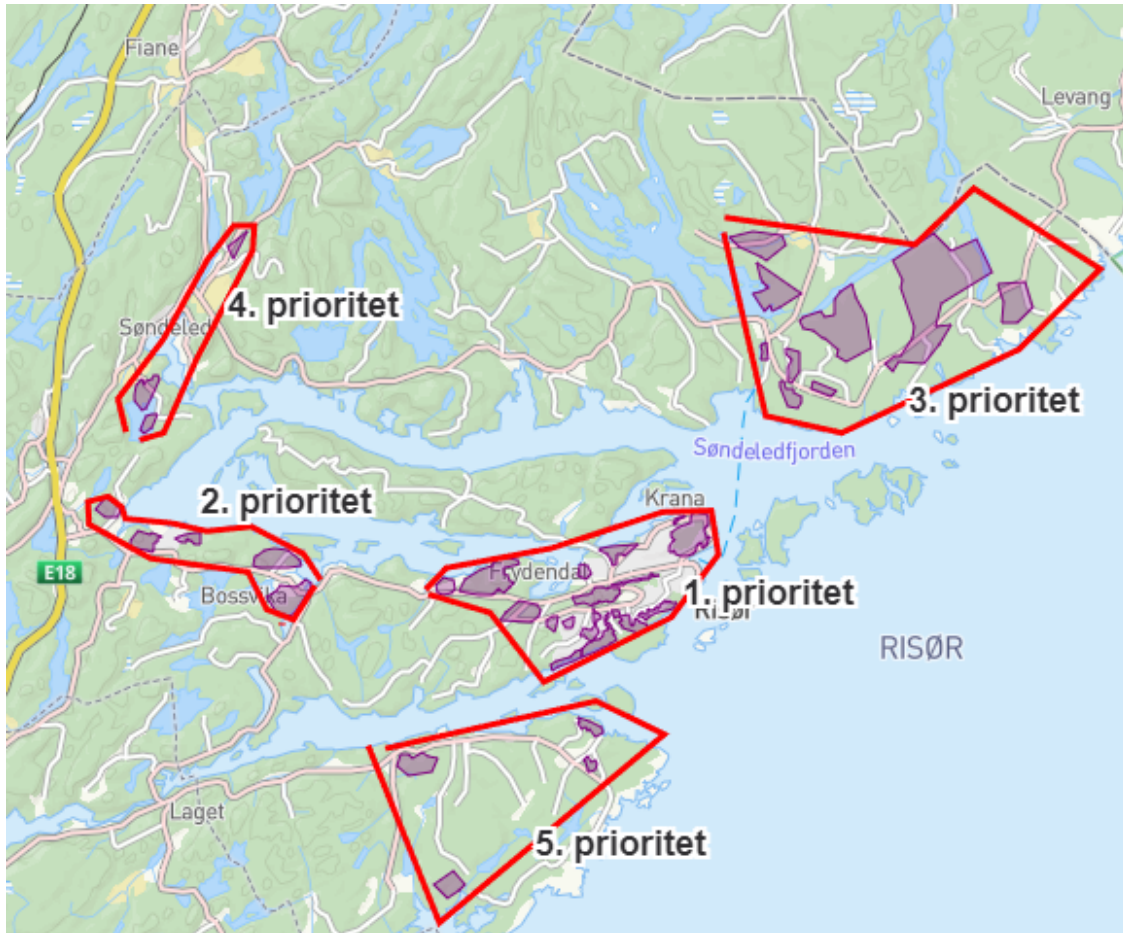 Fiane
Levang
4. prioritet
Søndeled
3. prioritet
Søndeledfjorden
2. prioritet
Krana
E18
Frydendal
Bossvika
1. prioritet
Risør
RISØR
Laget
5. prioritet